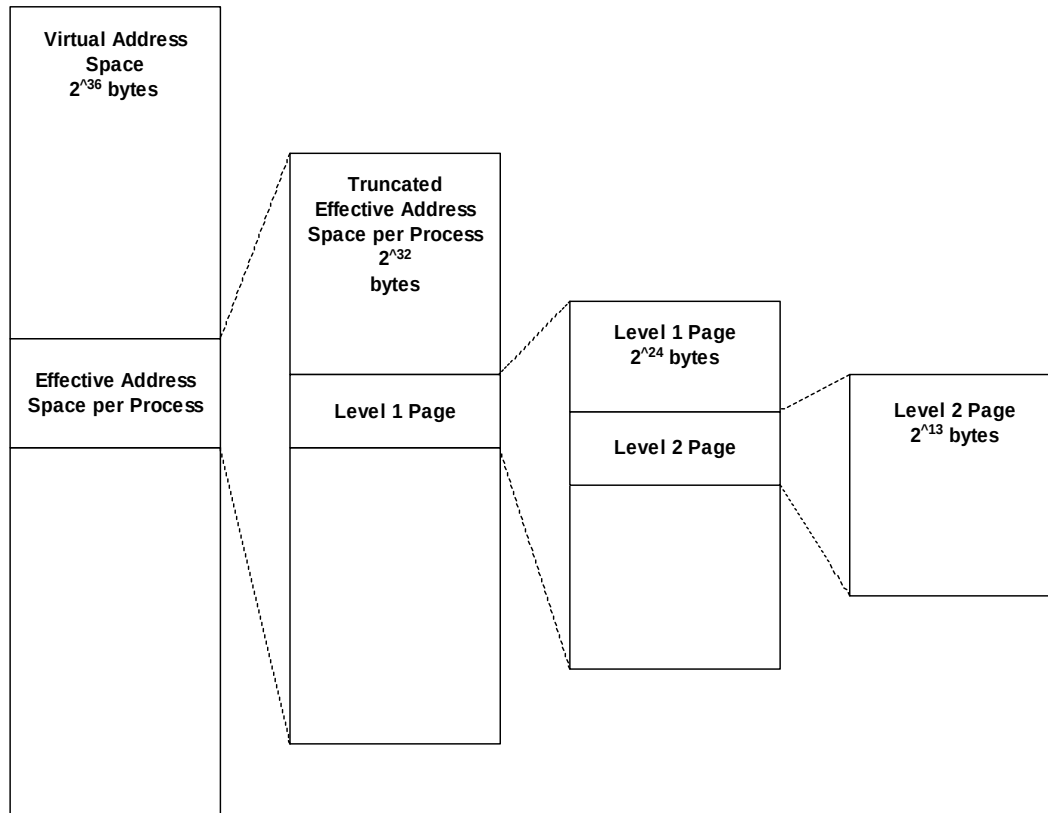 Virtual Address
Space
2^36 bytes
Effective Address
Space per Process
Truncated
Effective Address
Space per Process
2^32
bytes
Level 1 Page
Level 1 Page
2^24 bytes
Level 2 Page
Level 2 Page
2^13 bytes